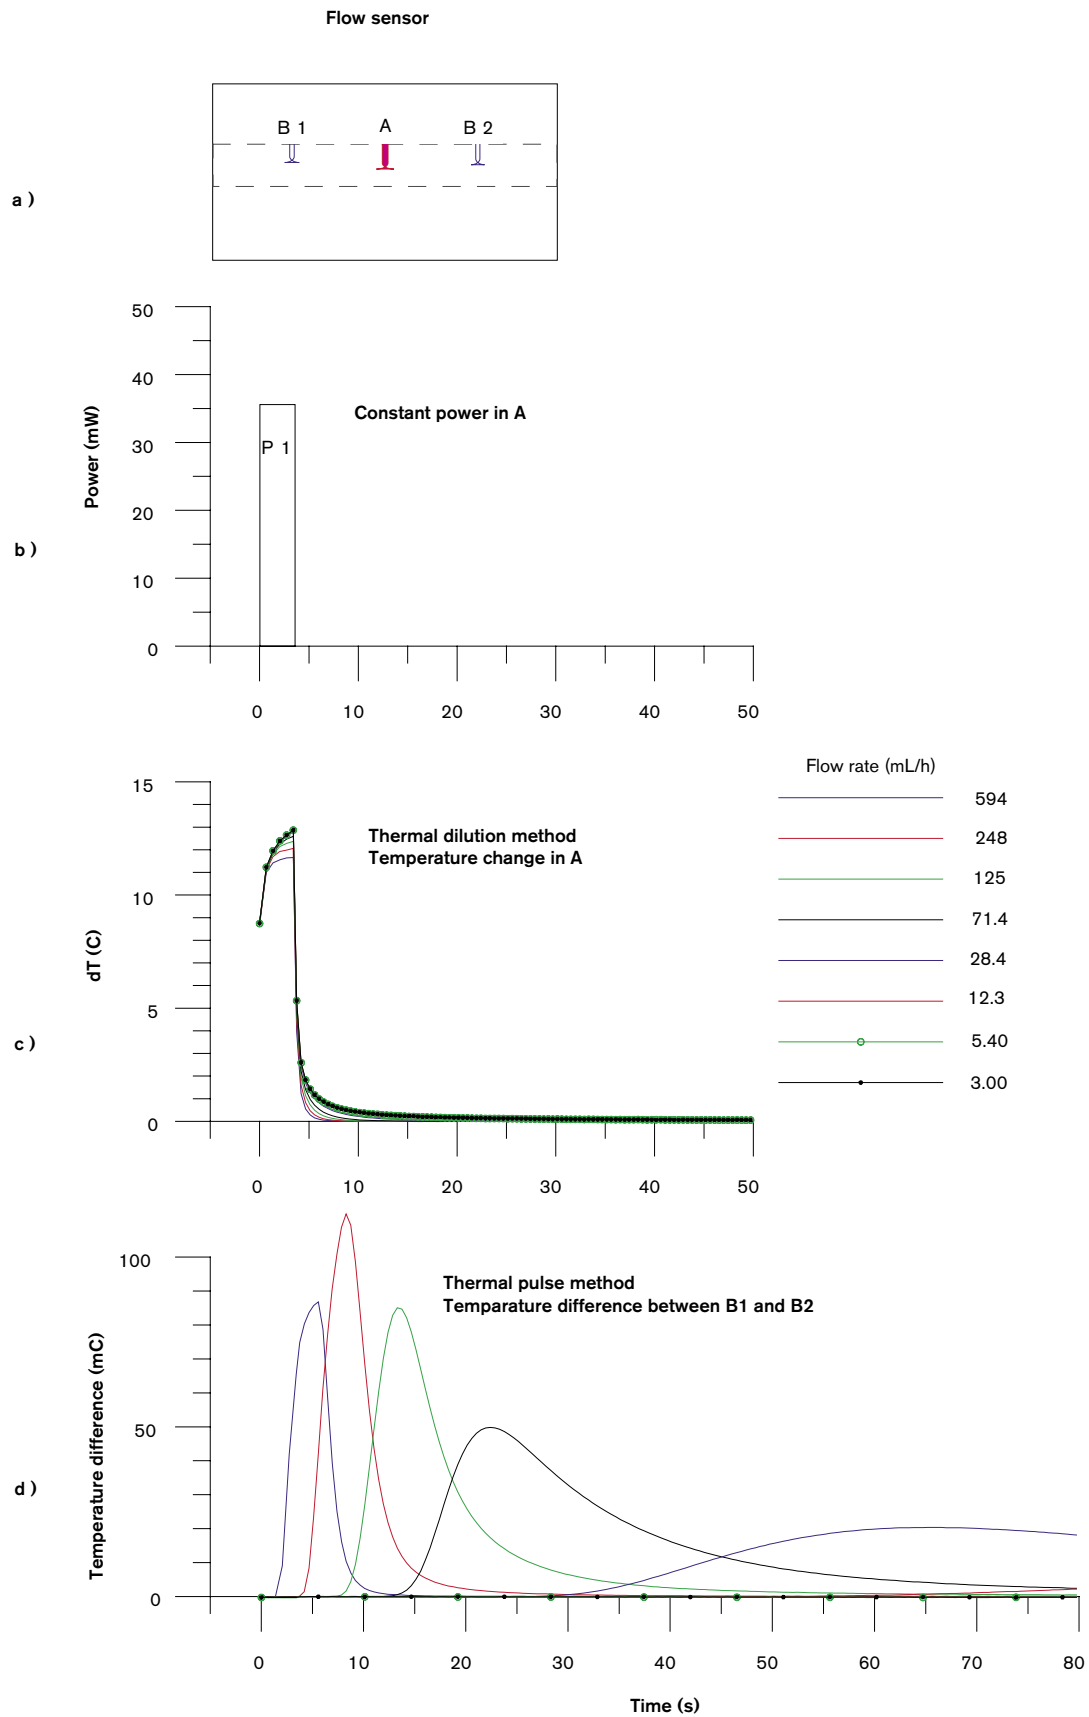 Flow sensor
B 1 A B 2
a )
50
40
30
20
10
0
Power (mW)
P 1
Constant power in A
b )
0 10 20 30 40 50
15
10
5
0
dT (C)
Thermal dilution method
Temperature change in A
c )
0 10 20 30 40 50
Flow rate (mL/h)
594
248
125
71.4
28.4
12.3
5.40
3.00
100
50
0
Temperature difference (mC)
Thermal pulse method
Temparature difference between B1 and B2
d )
0 10 20 30 40 50 60 70 80
Time (s)